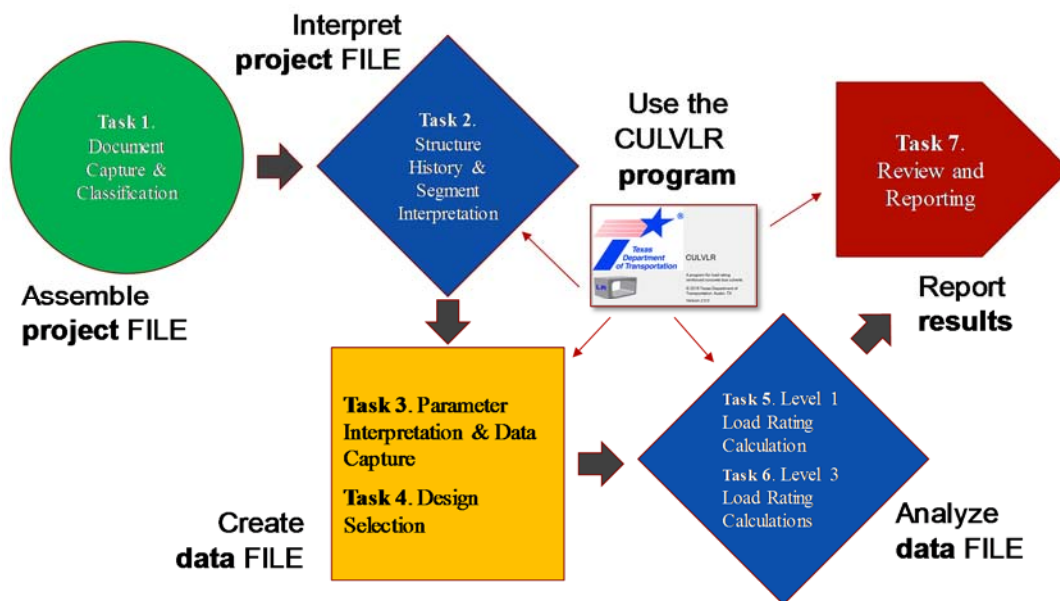 Interpret
project FILE
Task 1.
Document
Capture &
Classification
Assemble
project FILE
Task 2.
Structure
History &
Segment
Interpretation
Use the
CULVLR
program
Texas
Department
of Transportation
CULVLR
Task 7.
Review and
Reporting
Report
results
Task 3. Parameter
Interpretation & Data
Capture
Task 4. Design
Selection
Create
data FILE
Task 5. Level 1
Load Rating
Calculation
Task 6. Level 3
Load Rating
Calculations
Analyze
data FILE